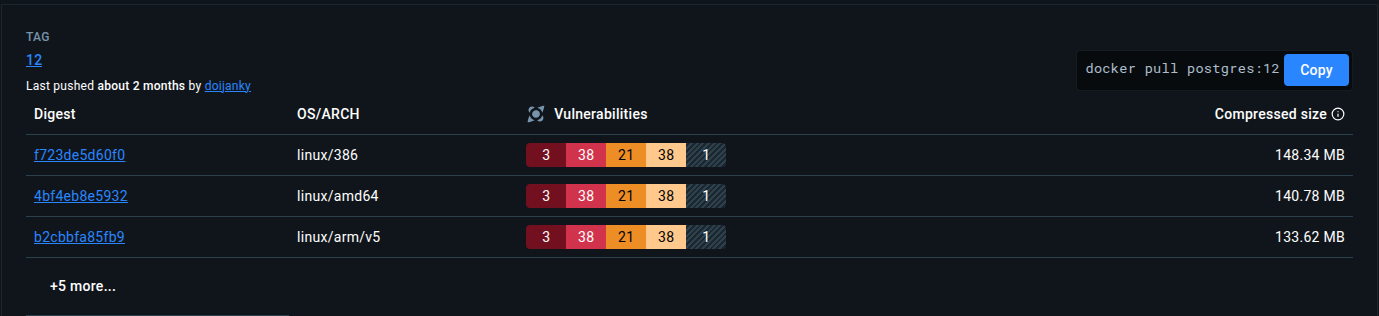 TAG
12
Last pushed about 2 months by doijanky
docker pull postgres:12 Copy
Digest OS/ARCH Vulnerabilities Compressed size
f723de5d60f0 linux/386 3 38 21 38 1 148.34 MB
4bf4eb8e5932 linux/amd64 3 38 21 38 1 140.78 MB
b2cbbfa85fb9 linux/arm/v5 3 38 21 38 1 133.62 MB
+5 more...